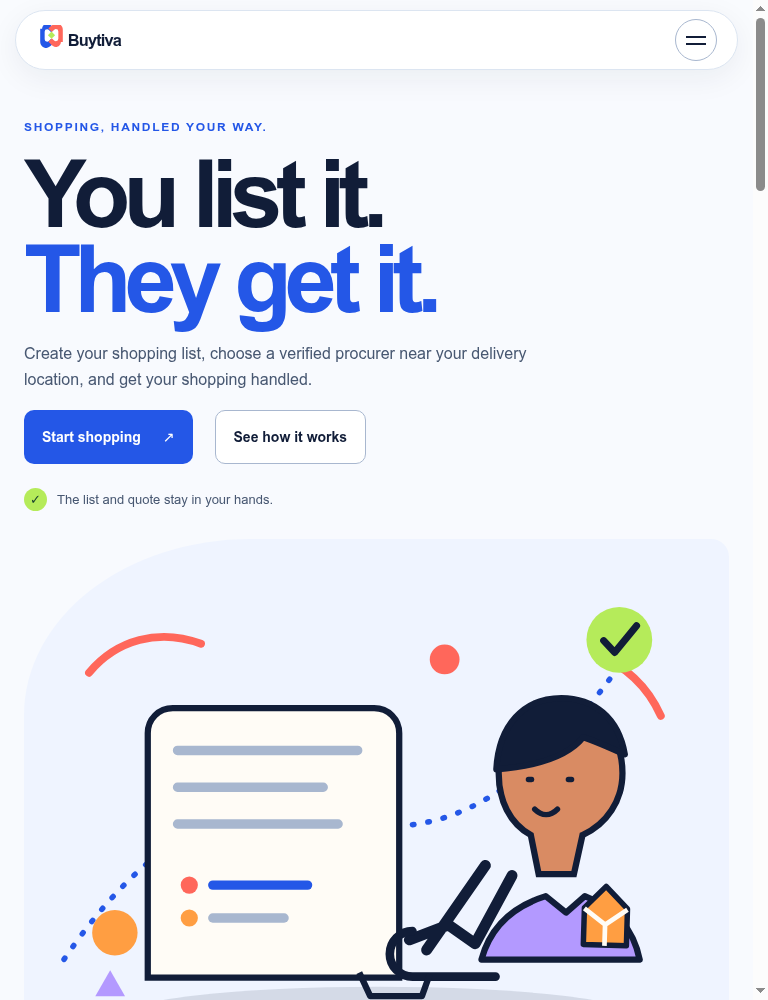 Buytiva
SHOPPING, HANDLED YOUR WAY.
You list it.
They get it.
Create your shopping list, choose a verified procurer near your delivery
location, and get your shopping handled.
Start shopping ↗
See how it works
✓ The list and quote stay in your hands.